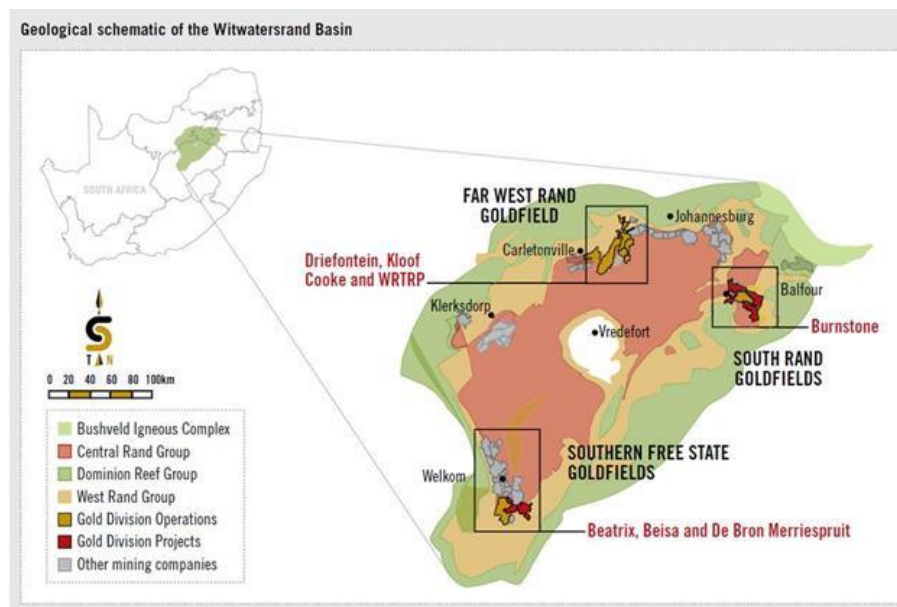 Geological schematic of the Witwatersrand Basin
SOUTH AFRICA
FAR WEST RAND
GOLDFIELD
Johannesburg
Carletonville
Driefontein, Kloof
Cooke and WRTRP
Klerksdorp
Balfour
Vredefort
Burnstone
SOUTH RAND
GOLDFIELDS
TAN
0 20 40 60 80 100km
Bushveld Igneous Complex
Central Rand Group
Dominion Reef Group
West Rand Group
Gold Division Operations
Gold Division Projects
Other mining companies
Welkom
SOUTHERN FREE STATE
GOLDFIELDS
Beatrix, Beisa and De Bron Merriespruit